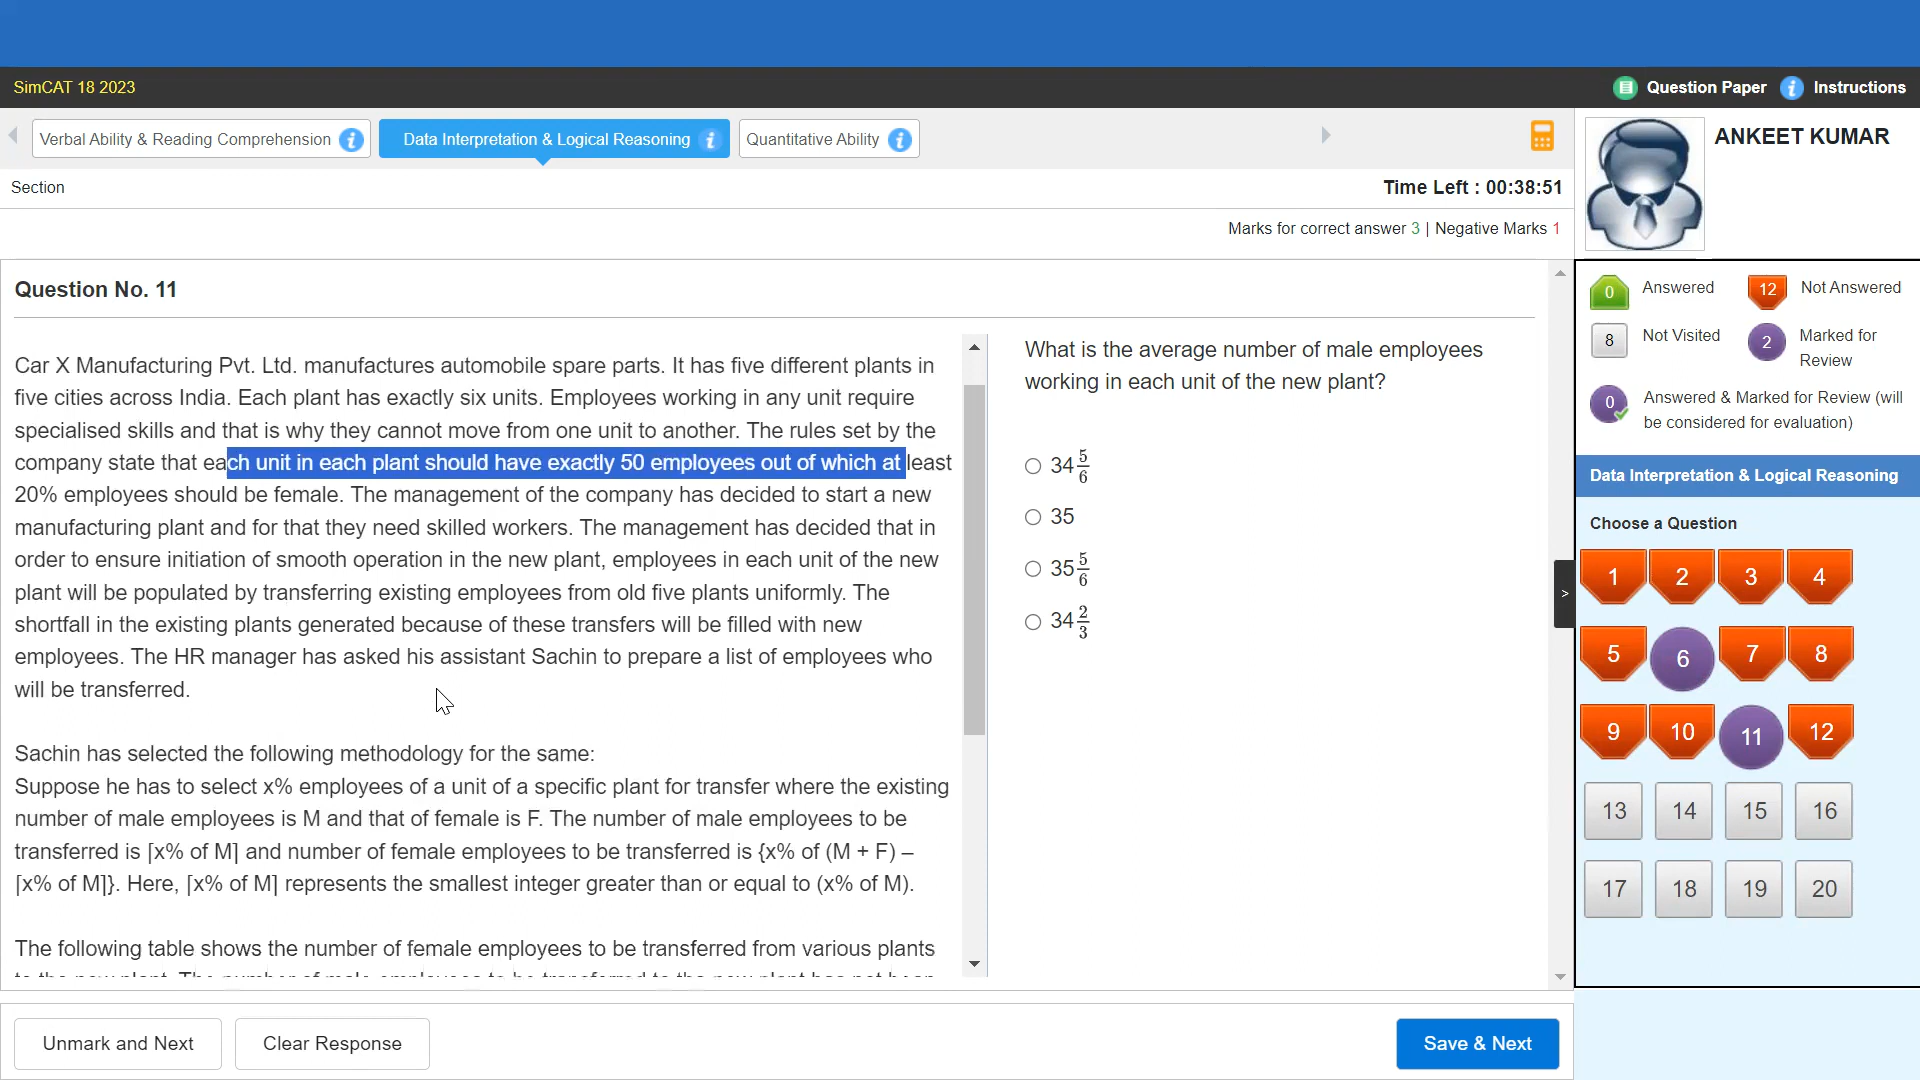 SimCAT 18 2023
Question Paper
Instructions
Verbal Ability & Reading Comprehension
Data Interpretation & Logical Reasoning
Quantitative Ability
ANKEET KUMAR
Section
Time Left : 00:38:51
Marks for correct answer 3 | Negative Marks 1
Question No. 11
Car X Manufacturing Pvt. Ltd. manufactures automobile spare parts. It has five different plants in
five cities across India. Each plant has exactly six units. Employees working in any unit require
specialised skills and that is why they cannot move from one unit to another. The rules set by the
company state that each unit in each plant should have exactly 50 employees out of which at least
20% employees should be female. The management of the company has decided to start a new
manufacturing plant and for that they need skilled workers. The management has decided that in
order to ensure initiation of smooth operation in the new plant, employees in each unit of the new
plant will be populated by transferring existing employees from old five plants uniformly. The
shortfall in the existing plants generated because of these transfers will be filled with new
employees. The HR manager has asked his assistant Sachin to prepare a list of employees who
will be transferred.
Sachin has selected the following methodology for the same:
Suppose he has to select x% employees of a unit of a specific plant for transfer where the existing
number of male employees is M and that of female is F. The number of male employees to be
transferred is ⌈x% of M⌉ and number of female employees to be transferred is {x% of (M + F) –
⌈x% of M⌉}. Here, ⌈x% of M⌉ represents the smallest integer greater than or equal to (x% of M).
The following table shows the number of female employees to be transferred from various plants
What is the average number of male employees
working in each unit of the new plant?
34 5/6
35
35 5/6
34 2/3
0 Answered
12 Not Answered
8 Not Visited
2 Marked for
Review
0 Answered & Marked for Review (will
be considered for evaluation)
Data Interpretation & Logical Reasoning
Choose a Question
>
1 2 3 4
5 6 7 8
9 10 11 12
13 14 15 16
17 18 19 20
Unmark and Next
Clear Response
Save & Next